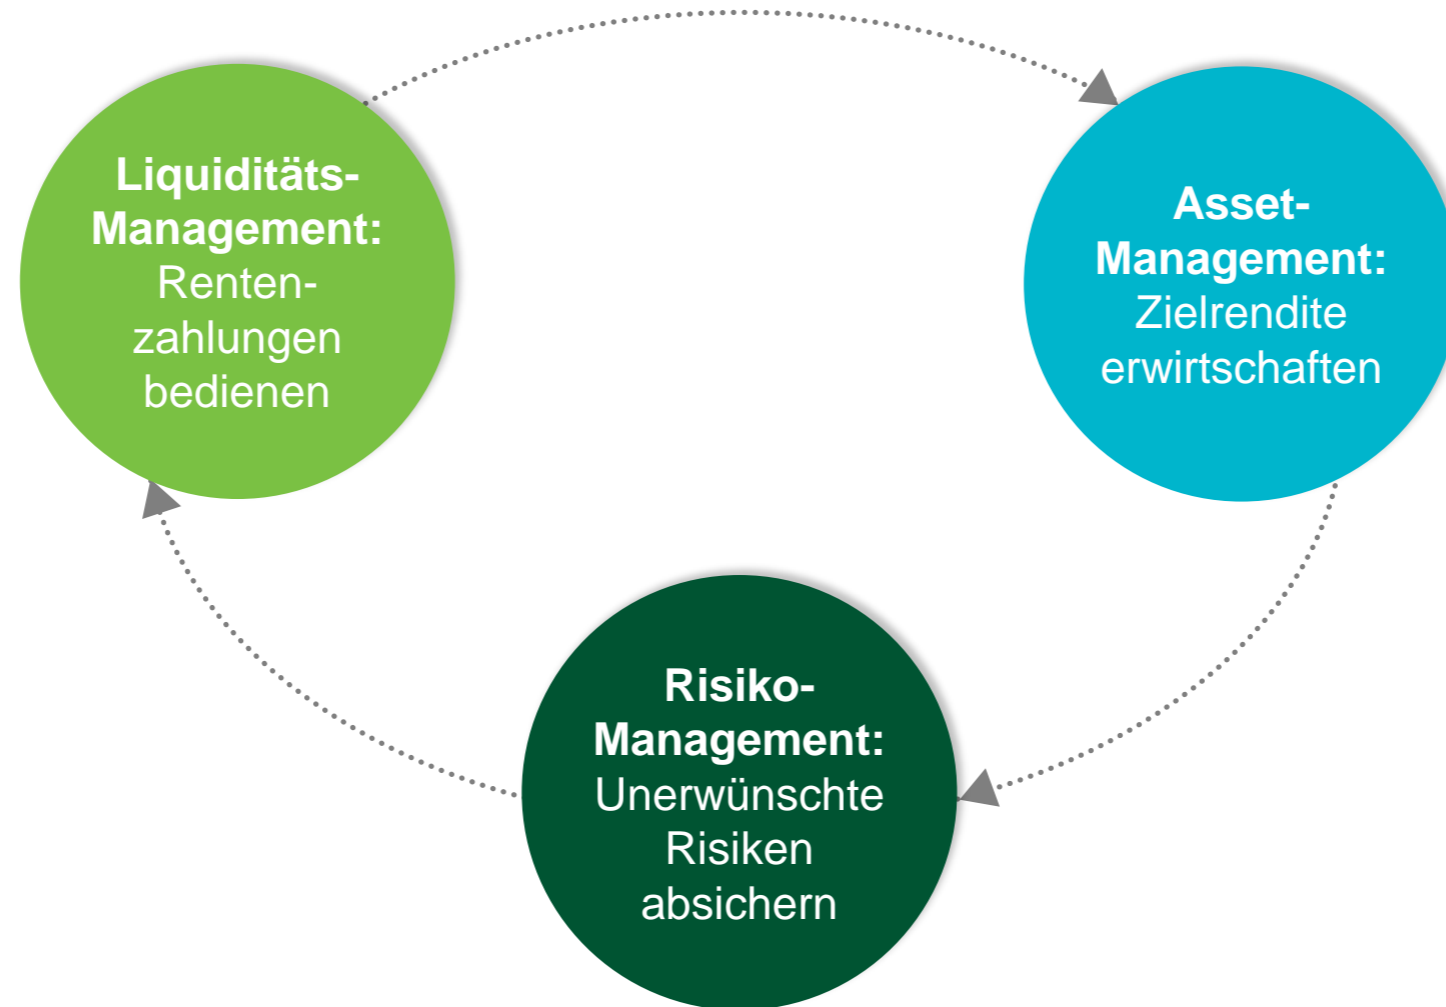 Liquiditäts-
Management:
Renten-
zahlungen
bedienen
Asset-
Management:
Zielrendite
erwirtschaften
Risiko-
Management:
Unerwünschte
Risiken
absichern